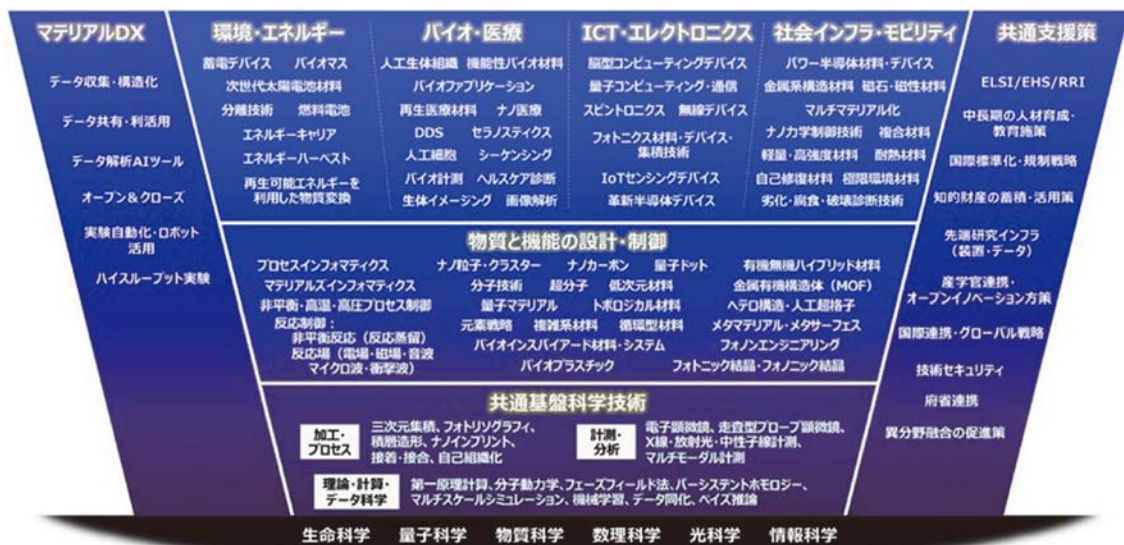 マテリアルDX
データ収集・構造化
データ共有・利活用
データ解析AIツール
オープン&クローズ
実験自動化・ロボット
活用
ハイスループット実験
環境・エネルギー
蓄電デバイス バイオマス
次世代太陽電池材料
分離技術 燃料電池
エネルギーキャリア
エネルギーハーベスト
再生可能エネルギーを
利用した物質変換
バイオ・医療
人工生体組織 機能性バイオ材料
バイオファブリケーション
再生医療材料 ナノ医療
DDS セラノスティクス
人工細胞 シーケンシング
バイオ計測 ヘルスケア診断
生体イメージング 画像解析
ICT・エレクトロニクス
脳型コンピューティングデバイス
量子コンピューティング・通信
スピントロニクス 無線デバイス
フォトニクス材料・デバイス・
集積技術
IoTセンシングデバイス
革新半導体デバイス
社会インフラ・モビリティ
パワー半導体材料・デバイス
金属系構造材料 磁石・磁性材料
マルチマテリアル化
ナノ力学制御技術 複合材料
軽量・高強度材料 耐熱材料
自己修復材料 極限環境材料
劣化・腐食・破壊診断技術
共通支援策
ELSI/EHS/RRI
中長期の人材育成・
教育施策
国際標準化・規制戦略
知的財産の蓄積・活用策
先端研究インフラ
(装置・データ)
産学官連携・
オープンイノベーション方策
国際連携・グローバル戦略
技術セキュリティ
府省連携
異分野融合の促進策
物質と機能の設計・制御
プロセスインフォマティクス ナノ粒子・クラスター ナノカーボン 量子ドット 有機無機ハイブリッド材料
マテリアルズインフォマティクス 分子技術 超分子 低次元材料 金属有機構造体(MOF)
非平衡・高温・高圧プロセス制御 量子マテリアル トポロジカル材料 ヘテロ構造・人工超格子
反応制御: 元素戦略 複雑系材料 循環型材料 メタマテリアル・メタサーフェス
非平衡反応(反応蒸留) バイオインスパイアード材料・システム フォノンエンジニアリング
反応場(電場・磁場・音波
マイクロ波・衝撃波) バイオプラスチック フォトニック結晶・フォノニック結晶
共通基盤科学技術
加工・
プロセス
三次元集積、フォトリソグラフィ、
積層造形、ナノインプリント、
接着・接合、自己組織化
計測・
分析
電子顕微鏡、走査型プローブ顕微鏡、
X線・放射光・中性子線計測、
マルチモーダル計測
理論・計算・
データ科学
第一原理計算、分子動力学、フェーズフィールド法、パーシステントホモロジー、
マルチスケールシミュレーション、機械学習、データ同化、ベイズ推論
生命科学 量子科学 物質科学 数理科学 光科学 情報科学